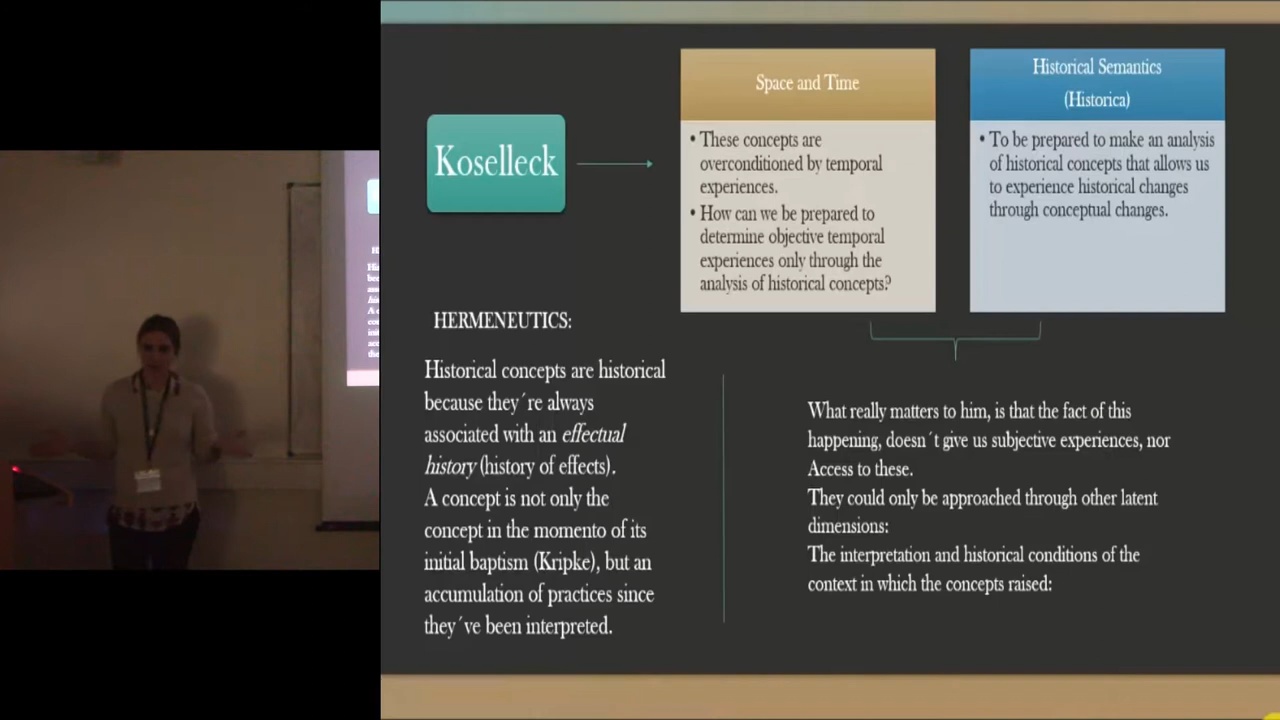 Koselleck
Space and Time
• These concepts are
overconditioned by temporal
experiences.
• How can we be prepared to
determine objective temporal
experiences only through the
analysis of historical concepts?
Historical Semantics
(Historica)
• To be prepared to make an analysis
of historical concepts that allows us
to experience historical changes
through conceptual changes.
HERMENEUTICS:
Historical concepts are historical
because they´re always
associated with an effectual
history (history of effects).
A concept is not only the
concept in the momento of its
initial baptism (Kripke), but an
accumulation of practices since
they´ve been interpreted.
What really matters to him, is that the fact of this
happening, doesn´t give us subjective experiences, nor
Access to these.
They could only be approached through other latent
dimensions:
The interpretation and historical conditions of the
context in which the concepts raised: